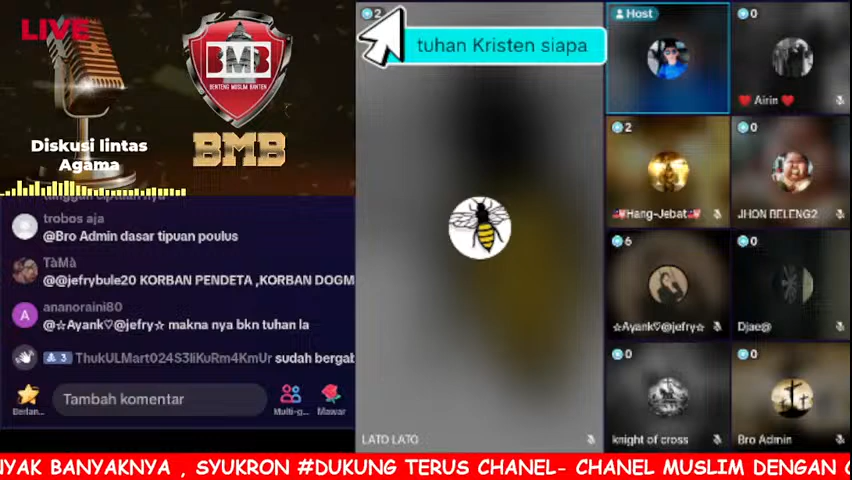 LIVE
BMB
BENTENG MUSLIM BANTEN
BMB
Diskusi lintas
Agama
trobos aja
@Bro Admin dasar tipuan poulus
TàMà
@@jefrybule20 KORBAN PENDETA ,KORBAN DOGM
ananoraini80
A
@☆Ayank♡@jefry☆ makna nya bkn tuhan la
3 ThukULMart024S3liKuRm4KmUr sudah bergab
Tambah komentar
Berlan...
Multi-g...
Mawar
2
tuhan Kristen siapa
LATO LATO
Host
0
❤️ Airin ❤️
2
🇲🇾Hang-Jebat🇲🇾
0
JHON BELENG2
6
☆Ayank♡@jefry☆
0
Djae@
0
knight of cross
0
Bro Admin
NYAK BANYAKNYA , SYUKRON #DUKUNG TERUS CHANEL- CHANEL MUSLIM DENGAN